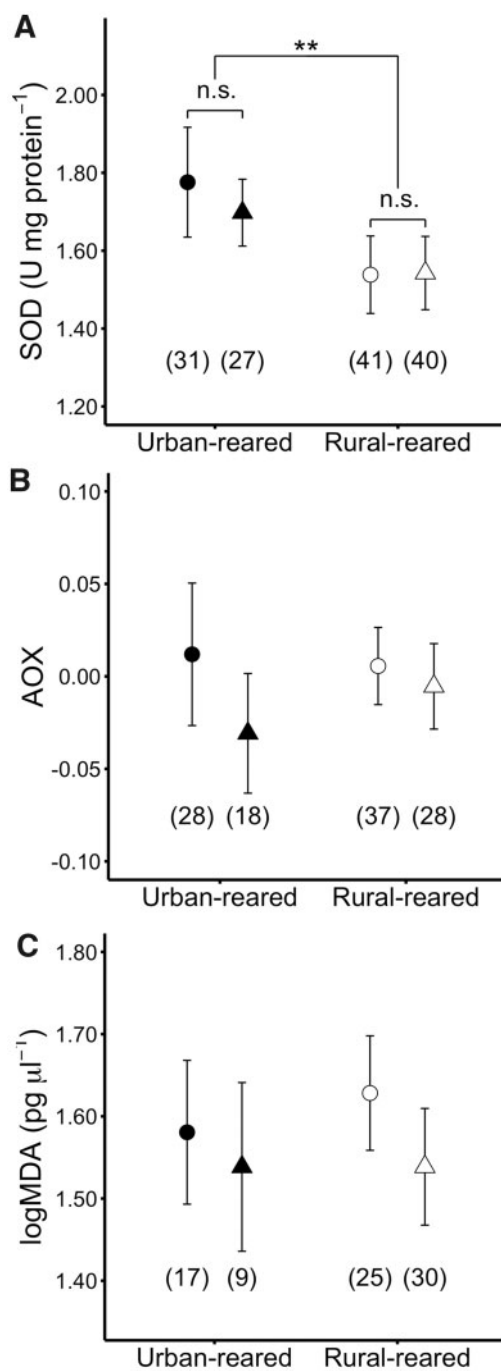 A
SOD (U mg protein⁻¹)
2.00
1.80
1.60
1.40
1.20
**
n.s.
n.s.
(31) (27) (41) (40)
Urban-reared Rural-reared
B
AOX
0.10
0.05
0.00
-0.05
-0.10
(28) (18) (37) (28)
Urban-reared Rural-reared
C
logMDA (pg µl⁻¹)
1.80
1.70
1.60
1.50
1.40
(17) (9) (25) (30)
Urban-reared Rural-reared